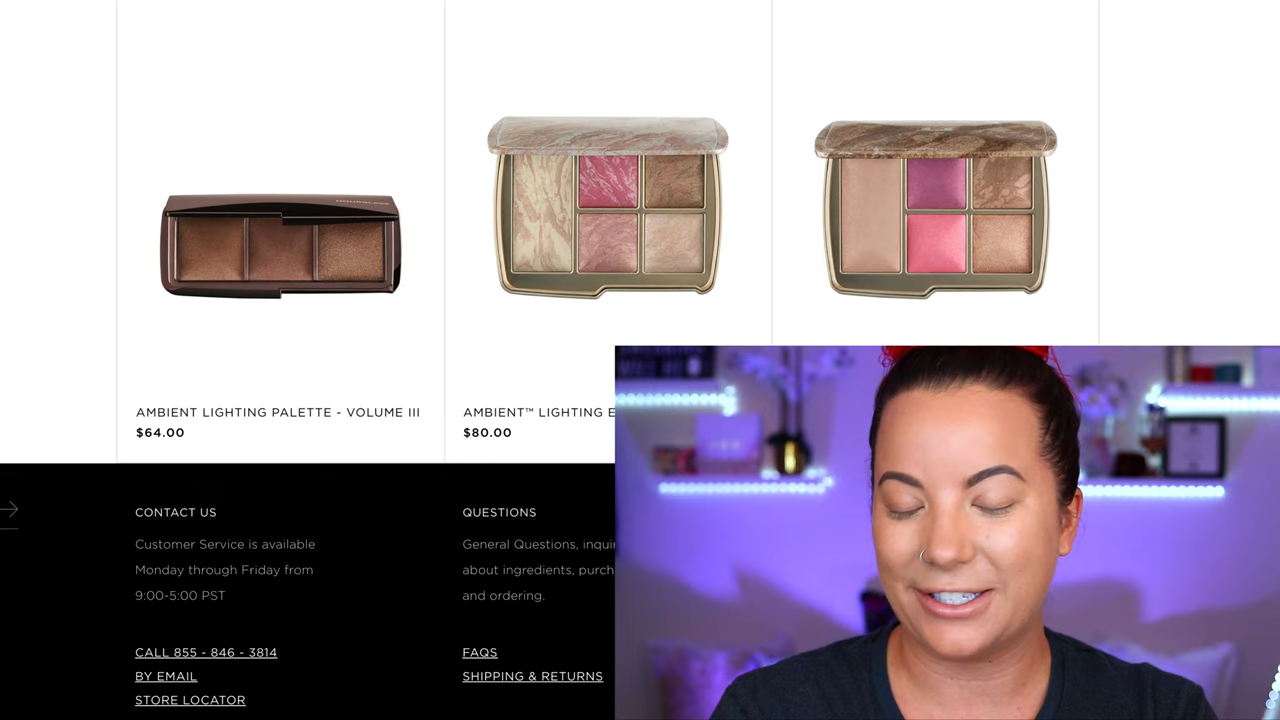 HOURGLASS
AMBIENT LIGHTING PALETTE - VOLUME III
$64.00
AMBIENT™ LIGHTING E
$80.00
CONTACT US
Customer Service is available
Monday through Friday from
9:00-5:00 PST
CALL 855 - 846 - 3814
BY EMAIL
STORE LOCATOR
QUESTIONS
General Questions, inqui
about ingredients, purch
and ordering.
FAQS
SHIPPING & RETURNS